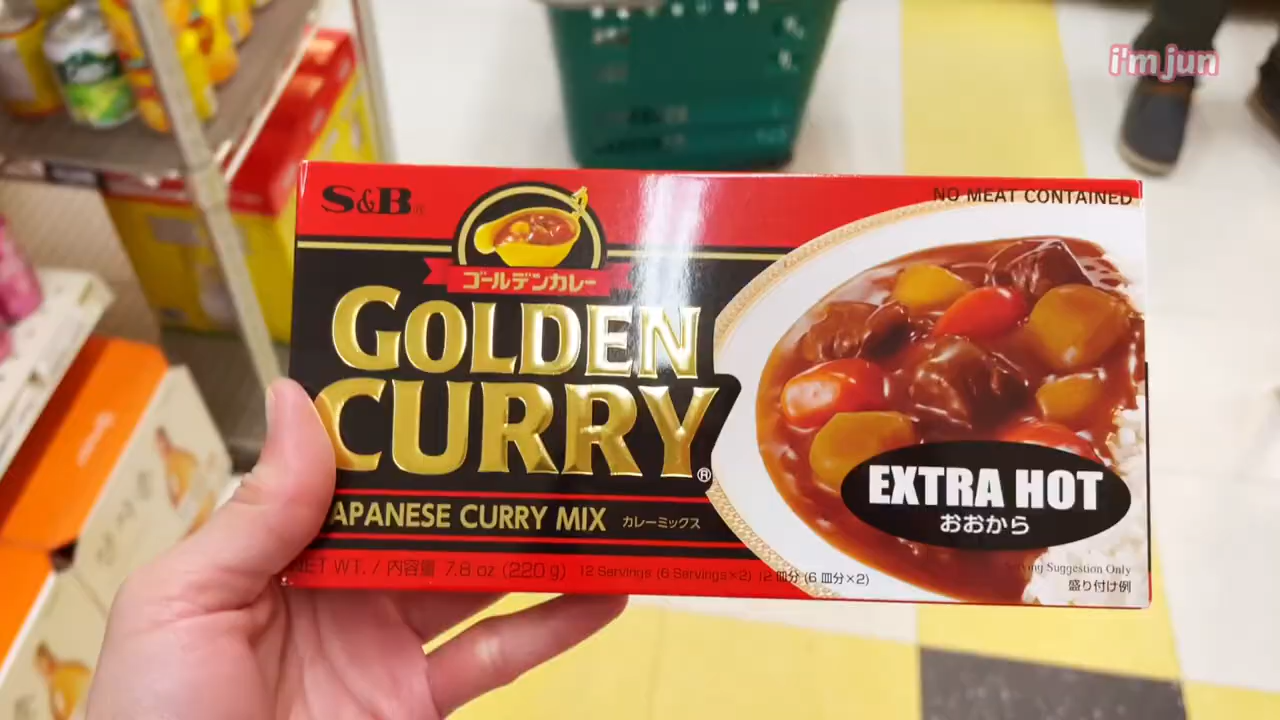 i'm jun
S&B
NO MEAT CONTAINED
ゴールデンカレー
GOLDEN
CURRY®
JAPANESE CURRY MIX カレーミックス
EXTRA HOT
おおから
NET WT. / 内容量 7.8 oz (220 g) 12 Servings (6 Servings×2) 12 皿分 (6 皿分×2)
Suggestion Only
盛り付け例